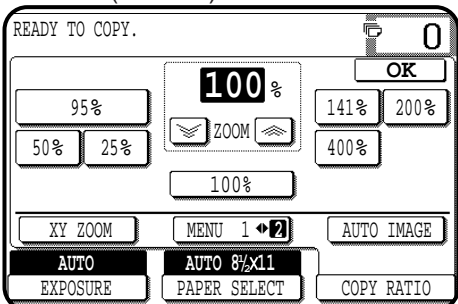 READY TO COPY. 0
OK
100%
95% 141% 200%
ZOOM
50% 25% 400%
100%
XY ZOOM MENU 1 2 AUTO IMAGE
AUTO AUTO 8½X11
EXPOSURE PAPER SELECT COPY RATIO